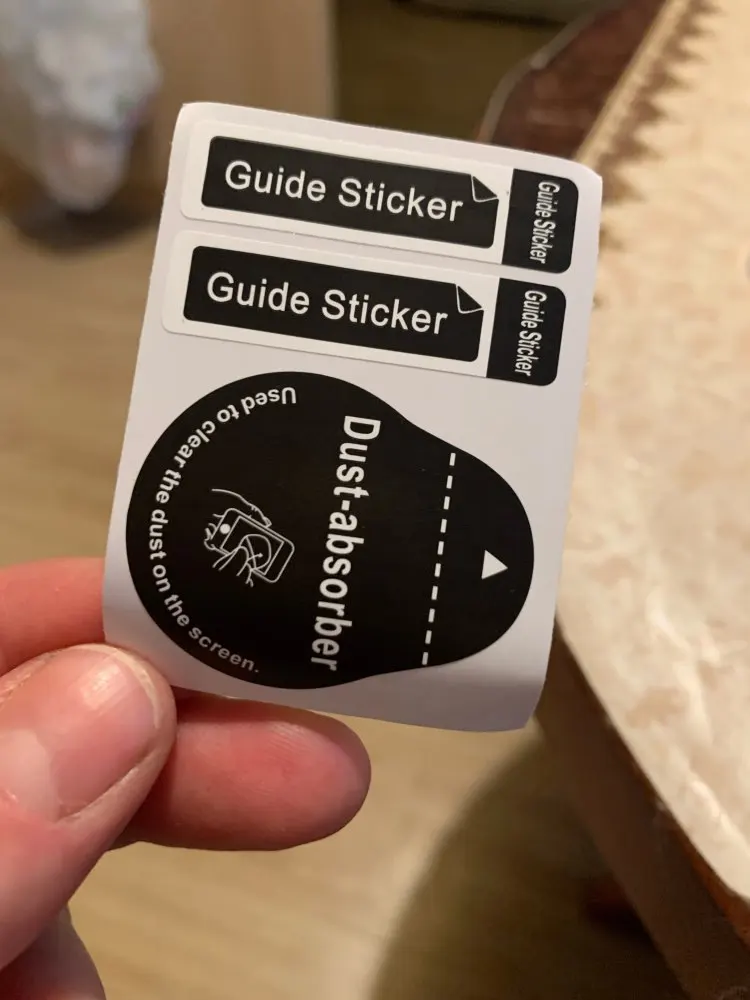 Guide Sticker
Guide Sticker
Guide Sticker
Guide Sticker
Dust-absorber
Used to clear the dust on the screen.